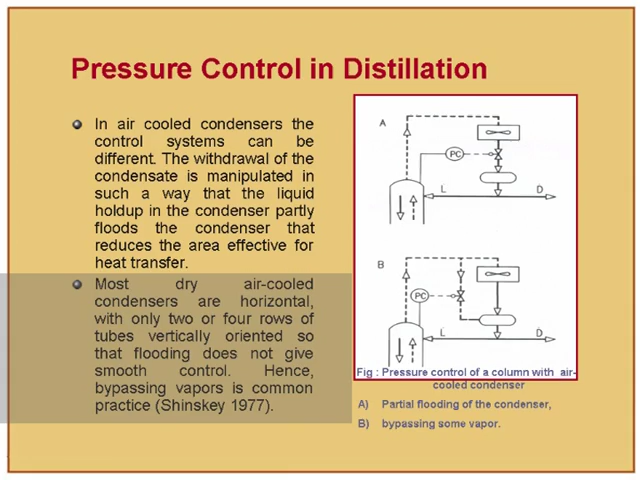 Pressure Control in Distillation
In air cooled condensers the
control systems can be
different. The withdrawal of the
condensate is manipulated in
such a way that the liquid
holdup in the condenser partly
floods the condenser that
reduces the area effective for
heat transfer.
Most dry air-cooled
condensers are horizontal,
with only two or four rows of
tubes vertically oriented so
that flooding does not give
smooth control. Hence,
bypassing vapors is common
practice (Shinskey 1977).
A
PC
L D
B
PC
L D
Fig : Pressure control of a column with air-
cooled condenser
A) Partial flooding of the condenser,
B) bypassing some vapor.